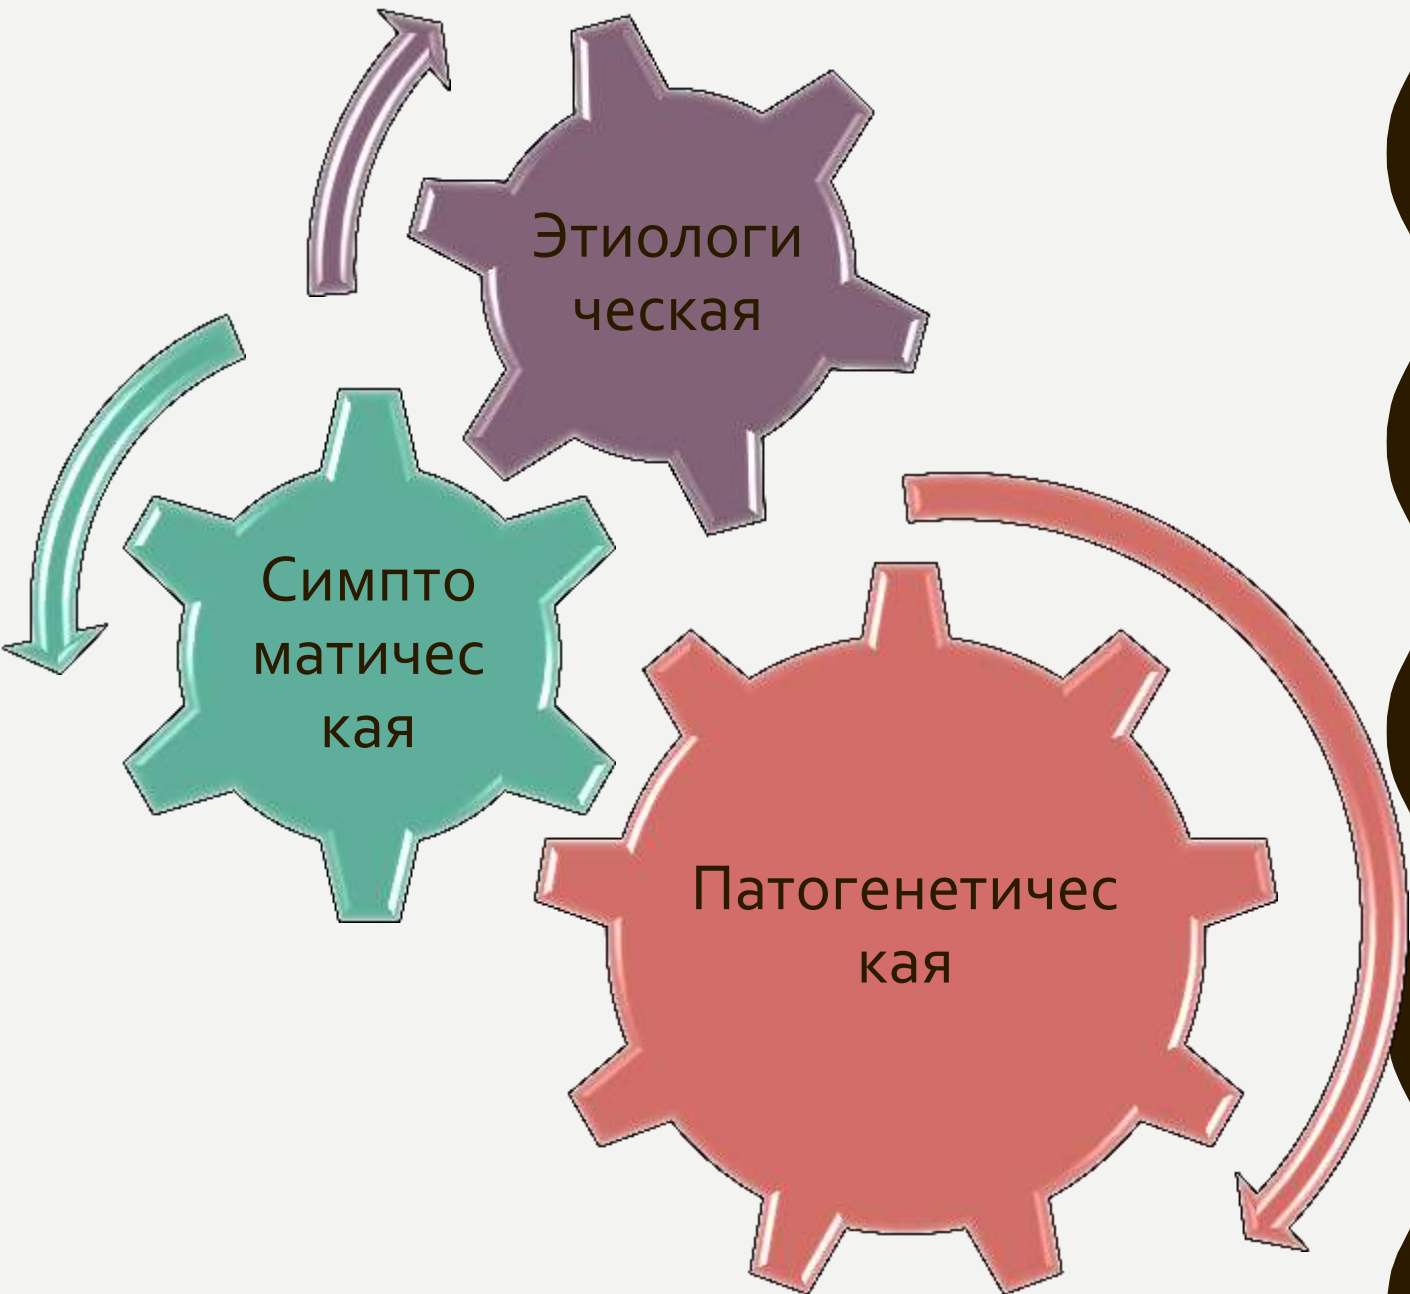 Этиологи
ческая
Симпто
матичес
кая
Патогенетичес
кая